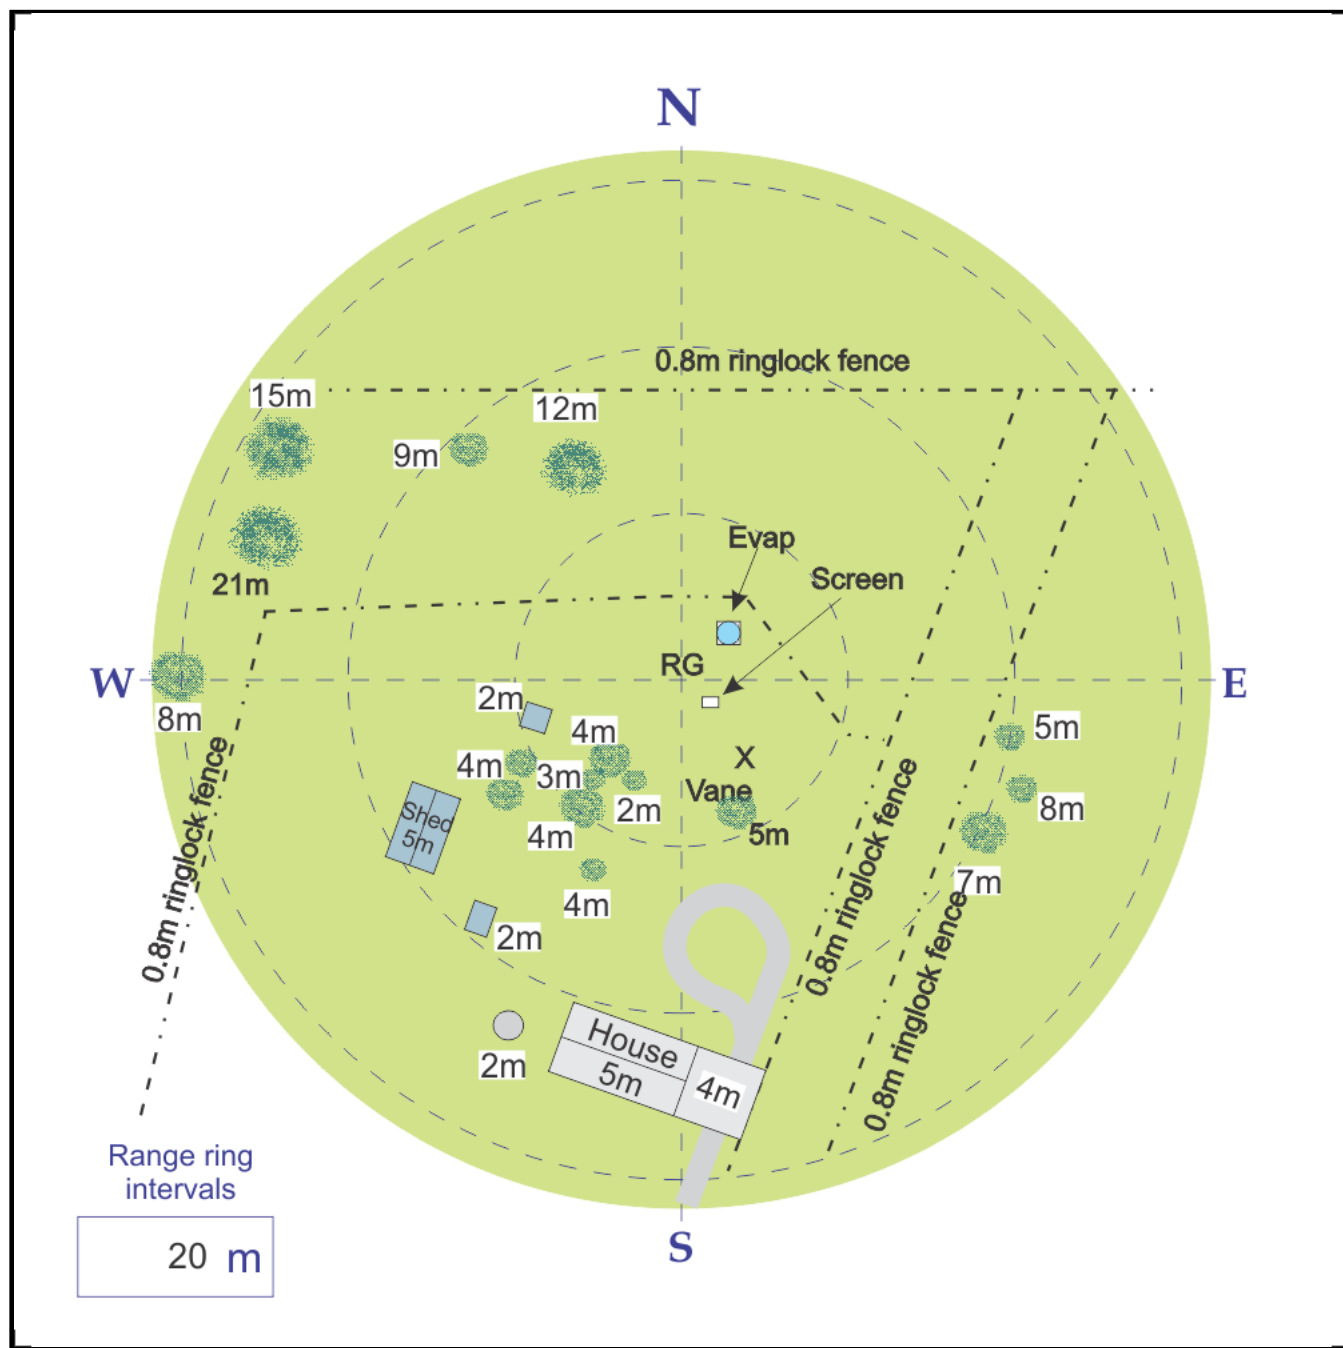 N
0.8m ringlock fence
15m
12m
9m
Evap
Screen
21m
RG
W
E
2m
8m
4m
5m
4m
3m
X
Vane
2m
8m
Shed
5m
4m
5m
7m
0.8m ringlock fence
0.8m ringlock fence
0.8m ringlock fence
4m
2m
House
5m
4m
2m
Range ring
intervals
20 m
S